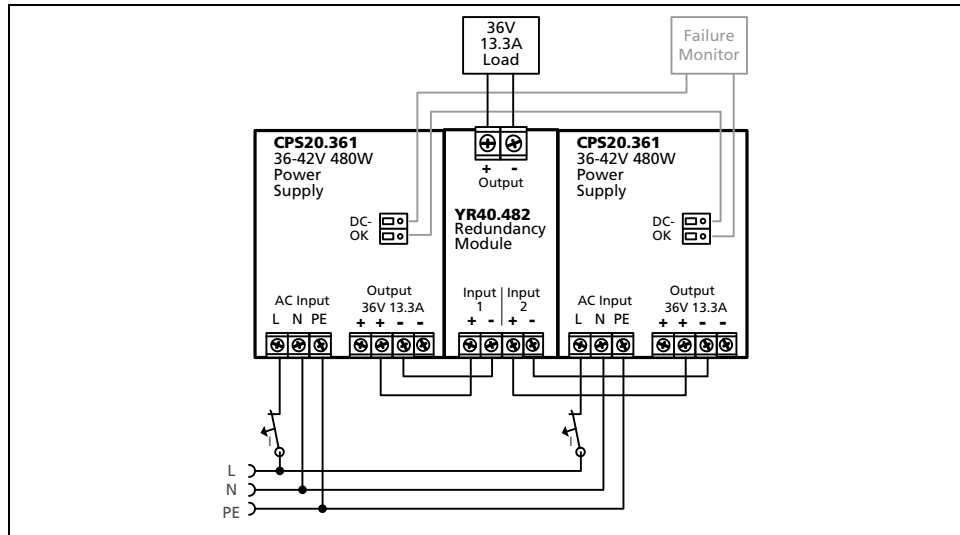 36V
13.3A
Load
Failure
Monitor
CPS20.361
36-42V 480W
Power
Supply
DC-
OK
AC Input
L N PE
Output
36V 13.3A
+ + - -
+ -
Output
YR40.482
Redundancy
Module
Input
1
Input
2
+ - + -
CPS20.361
36-42V 480W
Power
Supply
DC-
OK
AC Input
L N PE
Output
36V 13.3A
+ + - -
I
I
L
N
PE